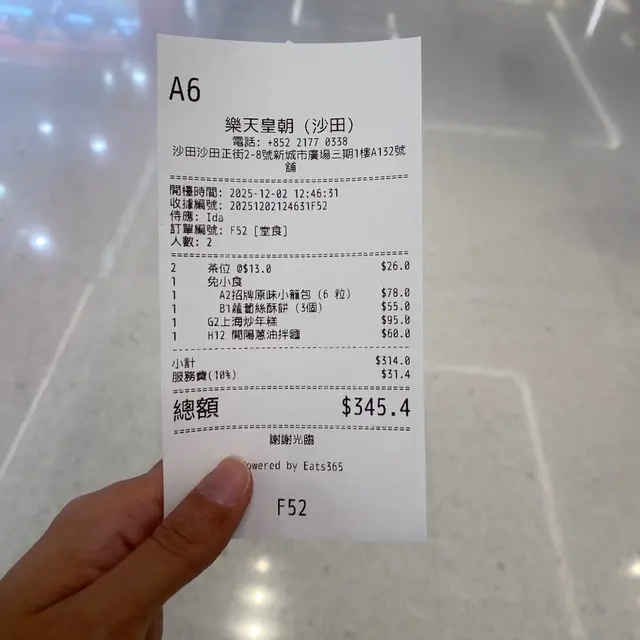 A6
樂天皇朝 (沙田)
電話: +852 2177 0338
沙田沙田正街2-8號新城市廣場三期1樓A132號
舖
開檯時間: 2025-12-02 12:46:31
收據編號: 20251202124631F52
侍應: Ida
訂單編號: F52 [堂食]
人數: 2
2 茶位 @$13.0 $26.0
1 免小食
1 A2招牌原味小籠包 (6 粒) $78.0
1 B1蘿蔔絲酥餅 (3個) $55.0
1 G2上海炒年糕 $95.0
1 H12 開陽蔥油拌麵 $60.0
小計 $314.0
服務費(10%) $31.4
總額 $345.4
謝謝光臨
owered by Eats365
F52